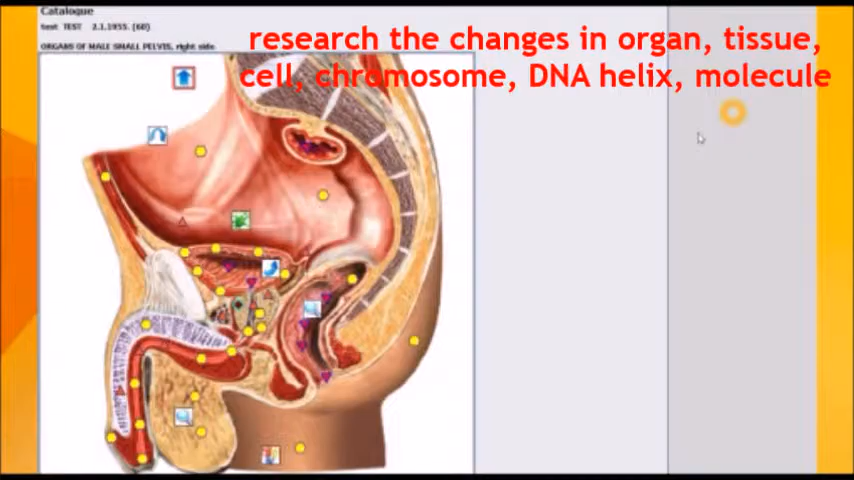 Catalogue
test TEST 2.1.1955. (60)
ORGANS OF MALE SMALL PELVIS, right side
research the changes in organ, tissue,
cell, chromosome, DNA helix, molecule